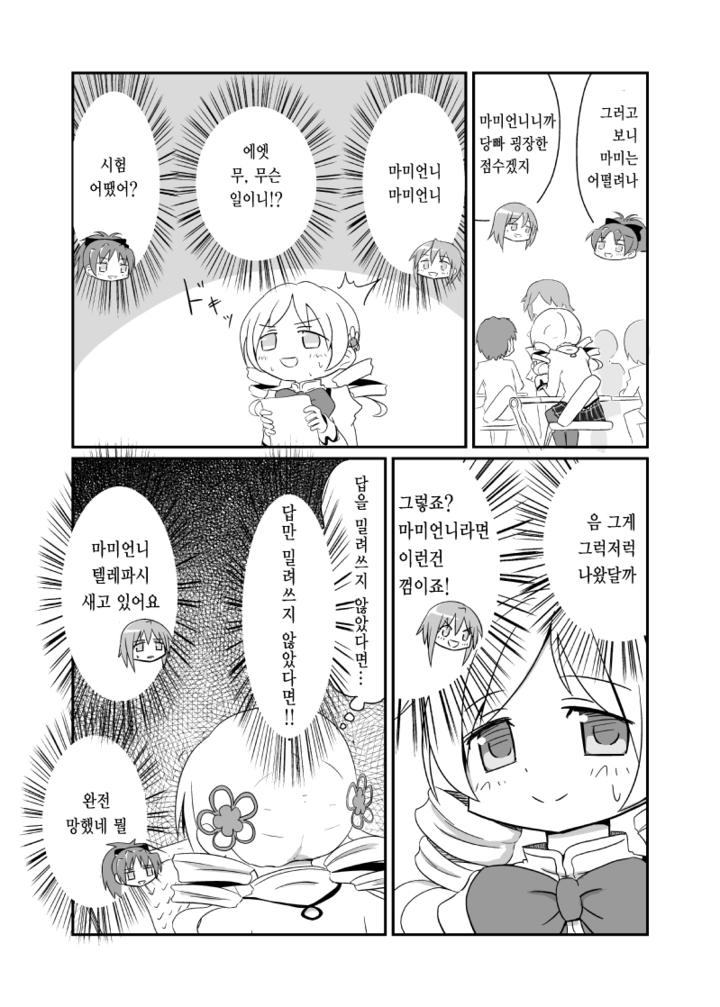 그러고
보니
마미는
어떨려나
마미언니니까
당빠 굉장한
점수겠지
마미언니
마미언니
에엣
무, 무슨
일이니!?
시험
어땠어?
ドキッ
음 그게
그럭저럭
나왔달까
그렇죠?
마미언니라면
이런건
껌이죠!
답을 밀려쓰지 않았다면…
답만 밀려쓰지 않았다면!!
마미언니
텔레파시
새고 있어요
완전
망했네 뭘